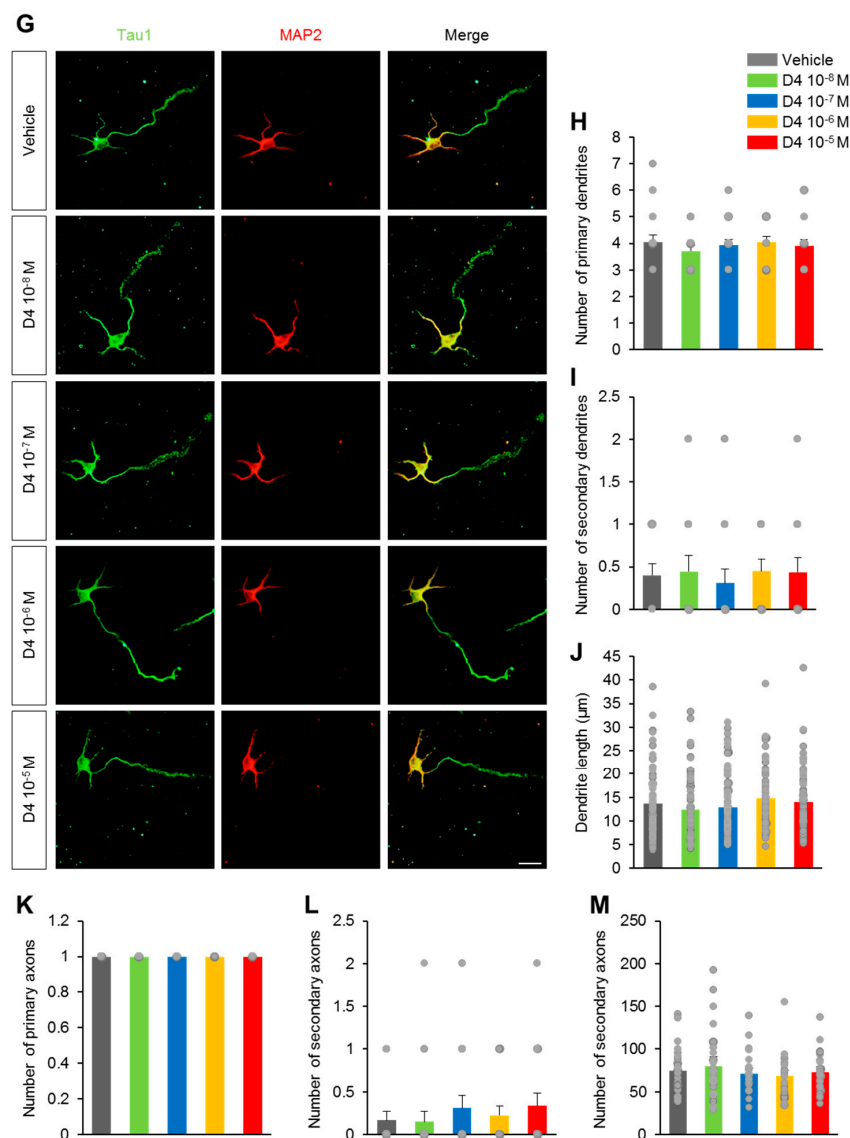 G
Tau1 MAP2 Merge
Vehicle
D4 10⁻⁸ M
D4 10⁻⁷ M
D4 10⁻⁶ M
D4 10⁻⁵ M
Vehicle
D4 10⁻⁸ M
D4 10⁻⁷ M
D4 10⁻⁶ M
D4 10⁻⁵ M
H
Number of primary dendrites
8
7
6
5
4
3
2
1
0
I
Number of secondary dendrites
2.5
2
1.5
1
0.5
0
J
Dendrite length (µm)
45
40
35
30
25
20
15
10
5
0
K
Number of primary axons
1.2
1
0.8
0.6
0.4
0.2
0
L
Number of secondary axons
2.5
2
1.5
1
0.5
0
M
Number of secondary axons
250
200
150
100
50
0